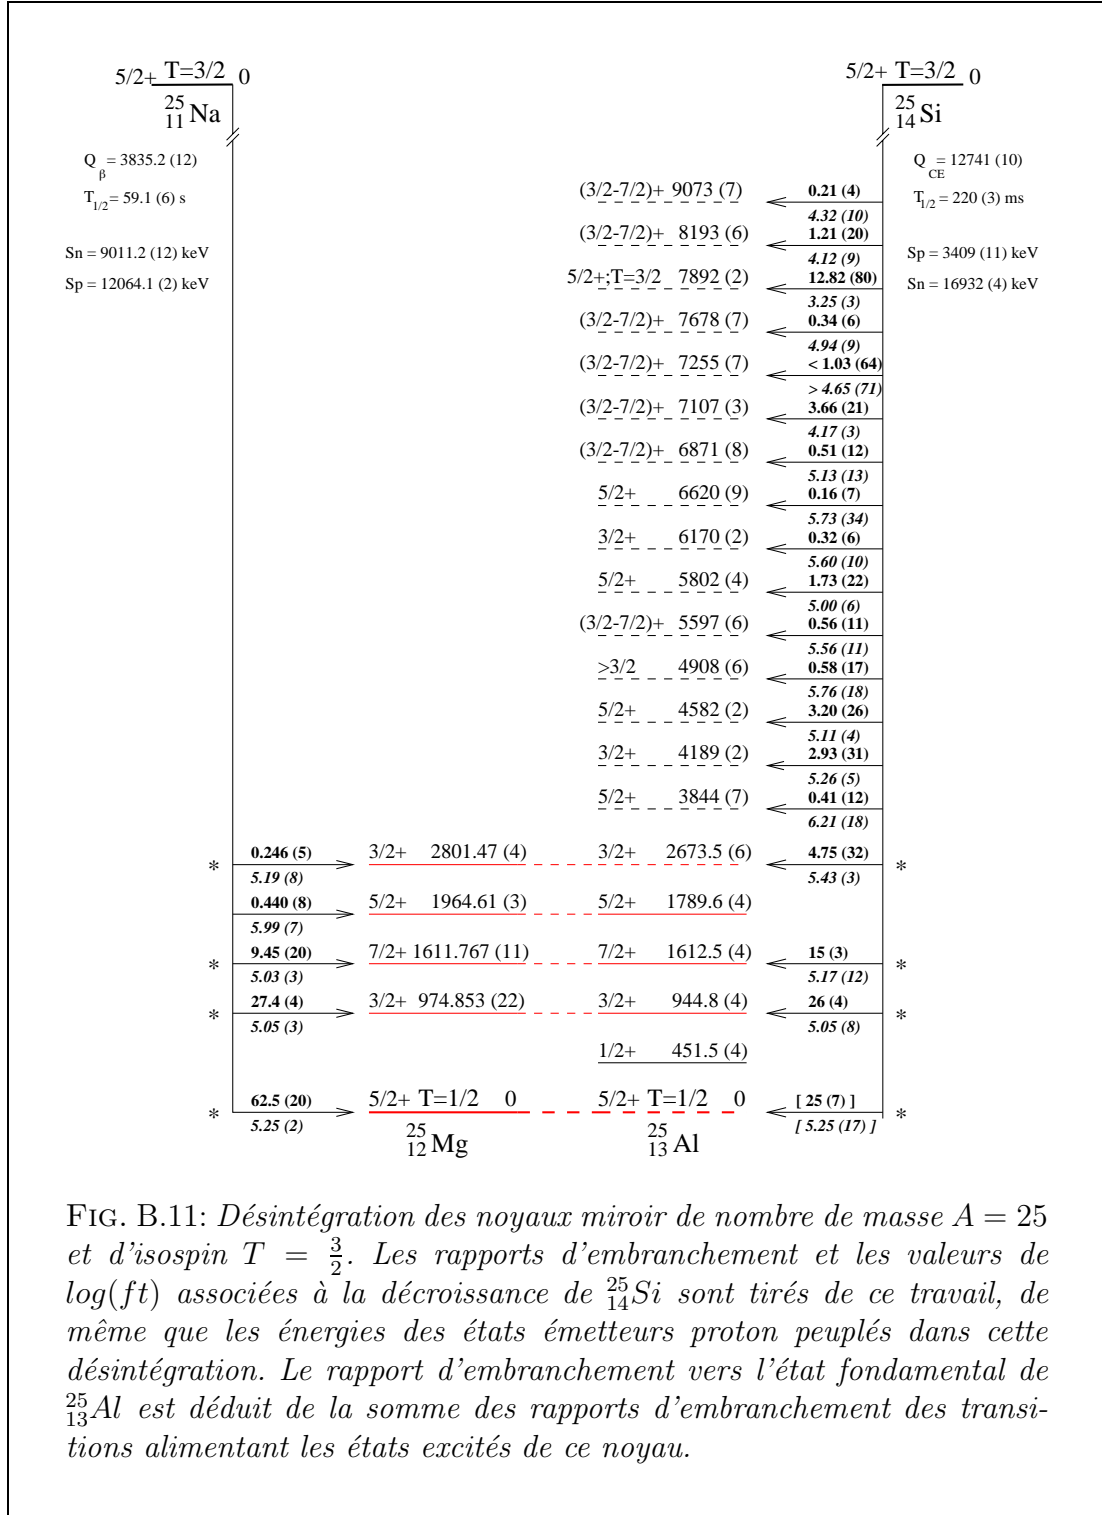 5/2+ T=3/2 0
25 11 Na
Q β = 3835.2 (12)
T 1/2 = 59.1 (6) s
Sn = 9011.2 (12) keV
Sp = 12064.1 (2) keV
5/2+ T=3/2 0
25 14 Si
Q CE = 12741 (10)
T 1/2 = 220 (3) ms
Sp = 3409 (11) keV
Sn = 16932 (4) keV
(3/2-7/2)+ 9073 (7) 0.21 (4)
4.32 (10)
(3/2-7/2)+ 8193 (6) 1.21 (20)
4.12 (9)
5/2+;T=3/2 7892 (2) 12.82 (80)
3.25 (3)
(3/2-7/2)+ 7678 (7) 0.34 (6)
4.94 (9)
(3/2-7/2)+ 7255 (7) < 1.03 (64)
> 4.65 (71)
(3/2-7/2)+ 7107 (3) 3.66 (21)
4.17 (3)
(3/2-7/2)+ 6871 (8) 0.51 (12)
5.13 (13)
5/2+ 6620 (9) 0.16 (7)
5.73 (34)
3/2+ 6170 (2) 0.32 (6)
5.60 (10)
5/2+ 5802 (4) 1.73 (22)
5.00 (6)
(3/2-7/2)+ 5597 (6) 0.56 (11)
5.56 (11)
>3/2 4908 (6) 0.58 (17)
5.76 (18)
5/2+ 4582 (2) 3.20 (26)
5.11 (4)
3/2+ 4189 (2) 2.93 (31)
5.26 (5)
5/2+ 3844 (7) 0.41 (12)
6.21 (18)
* 0.246 (5) 3/2+ 2801.47 (4) 3/2+ 2673.5 (6) 4.75 (32) *
5.19 (8) 5.43 (3)
0.440 (8) 5/2+ 1964.61 (3) 5/2+ 1789.6 (4)
5.99 (7)
* 9.45 (20) 7/2+ 1611.767 (11) 7/2+ 1612.5 (4) 15 (3) *
5.03 (3) 5.17 (12)
* 27.4 (4) 3/2+ 974.853 (22) 3/2+ 944.8 (4) 26 (4) *
5.05 (3) 5.05 (8)
1/2+ 451.5 (4)
* 62.5 (20) 5/2+ T=1/2 0 5/2+ T=1/2 0 [ 25 (7) ] *
5.25 (2) [ 5.25 (17) ]
25 12 Mg 25 13 Al
FIG. B.11: Désintégration des noyaux miroir de nombre de masse A = 25
et d'isospin T = 3/2. Les rapports d'embranchement et les valeurs de
log(ft) associées à la décroissance de 25 14 Si sont tirés de ce travail, de
même que les énergies des états émetteurs proton peuplés dans cette
désintégration. Le rapport d'embranchement vers l'état fondamental de
25 13 Al est déduit de la somme des rapports d'embranchement des transi-
tions alimentant les états excités de ce noyau.